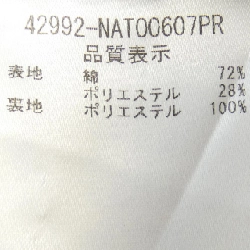 42992-NAT00607PR
品質表示
表地 綿 72%
ポリエステル 28%
裏地 ポリエステル 100%